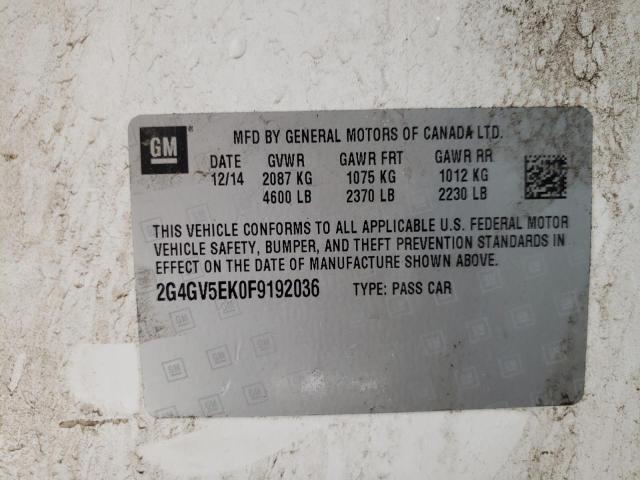 GM®
MFD BY GENERAL MOTORS OF CANADA LTD.
DATE GVWR GAWR FRT GAWR RR
12/14 2087 KG 1075 KG 1012 KG
4600 LB 2370 LB 2230 LB
THIS VEHICLE CONFORMS TO ALL APPLICABLE U.S. FEDERAL MOTOR
VEHICLE SAFETY, BUMPER, AND THEFT PREVENTION STANDARDS IN
EFFECT ON THE DATE OF MANUFACTURE SHOWN ABOVE.
2G4GV5EK0F9192036 TYPE: PASS CAR